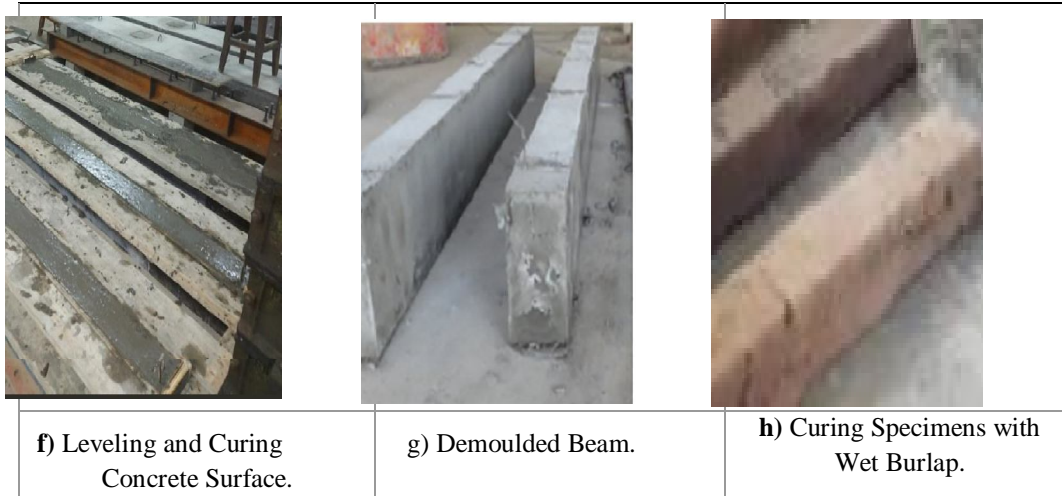 f) Leveling and Curing
Concrete Surface.
g) Demoulded Beam.
h) Curing Specimens with
Wet Burlap.